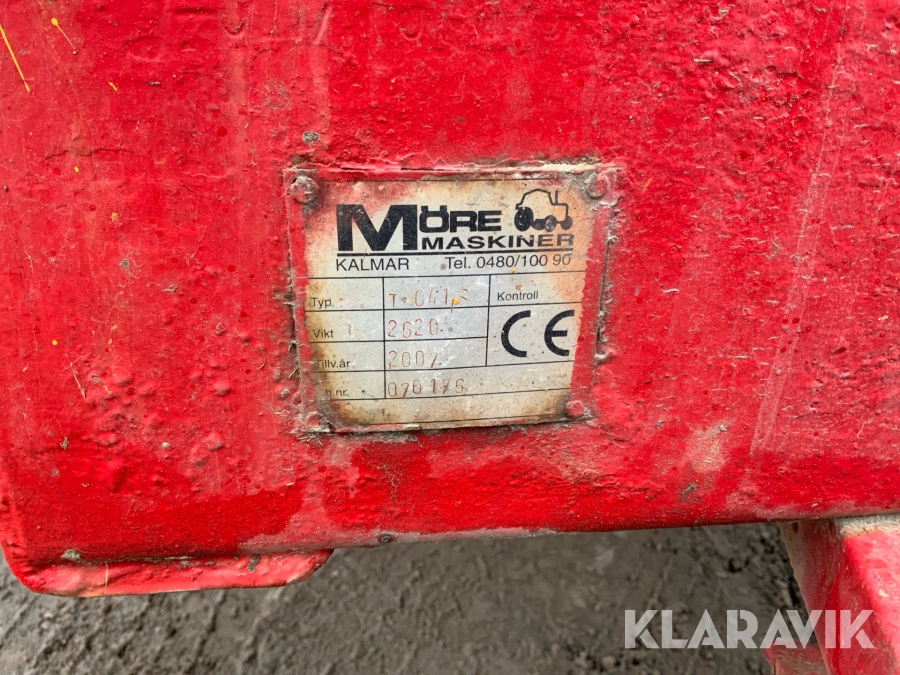 MÖRE
MASKINER
KALMAR Tel. 0480/100 90
Typ. Kontroll
Vikt 2620 CE
Tillv.år. 2007
070176
KLARAVIK